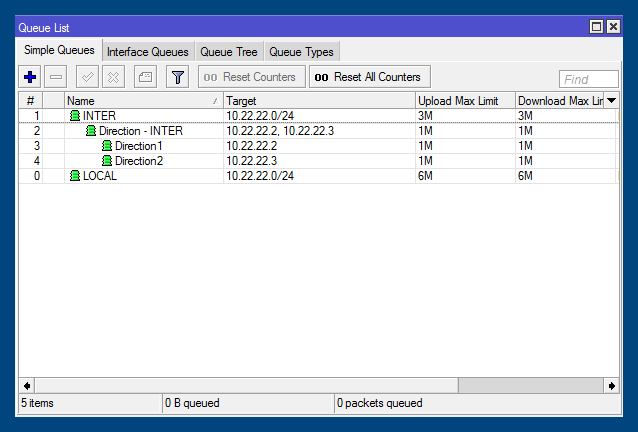 Queue List
Simple Queues Interface Queues Queue Tree Queue Types
00 Reset Counters 00 Reset All Counters Find
# Name Target Upload Max Limit Download Max Lir
1 INTER 10.22.22.0/24 3M 3M
2 Direction - INTER 10.22.22.2, 10.22.22.3 1M 1M
3 Direction1 10.22.22.2 1M 1M
4 Direction2 10.22.22.3 1M 1M
0 LOCAL 10.22.22.0/24 6M 6M
5 items 0 B queued 0 packets queued